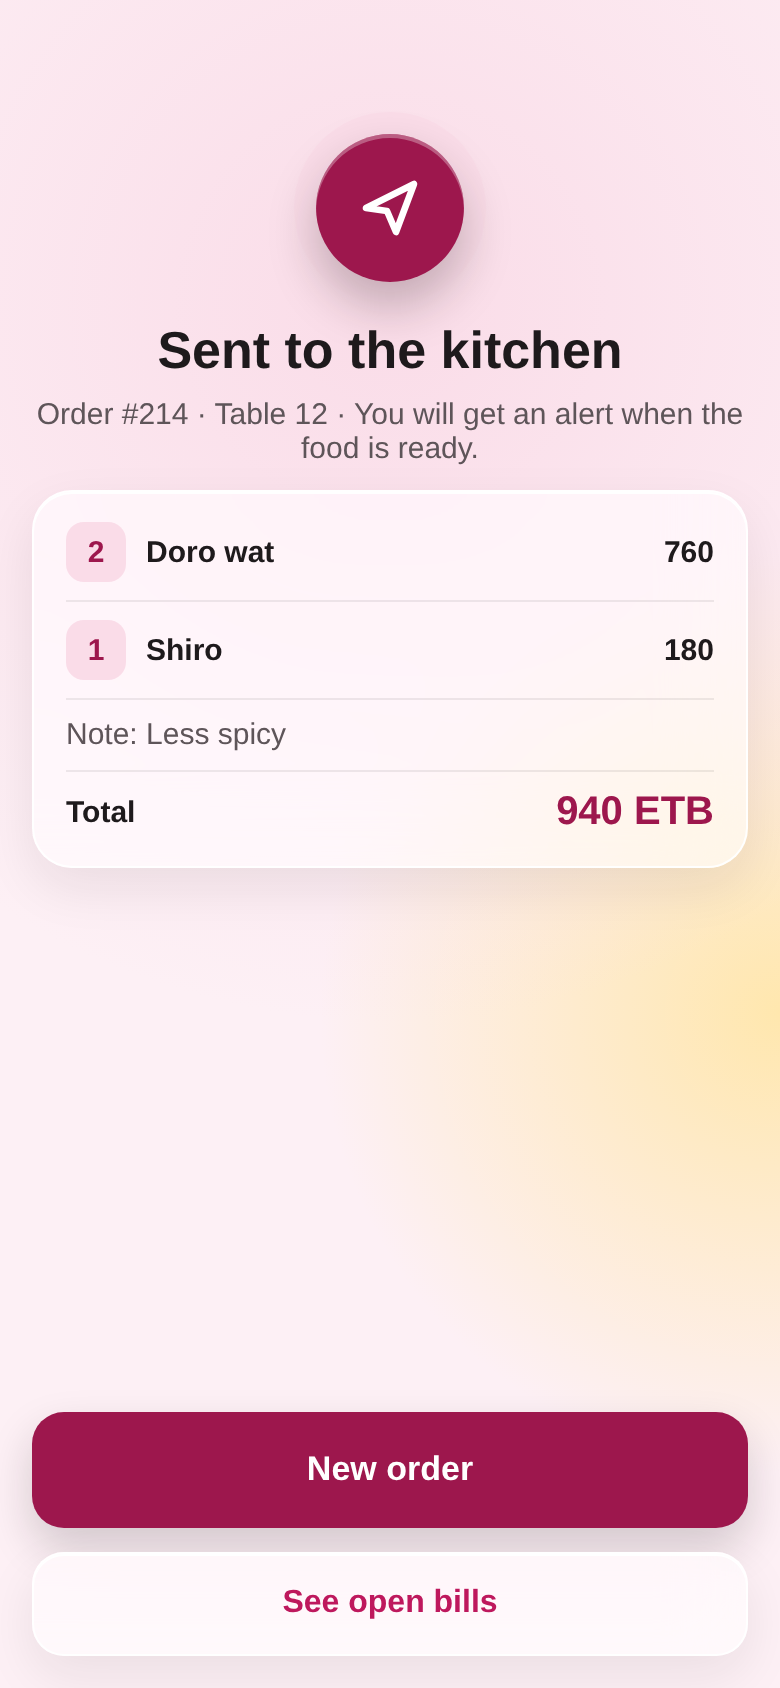 Sent to the kitchen
Order #214 · Table 12 · You will get an alert when the
food is ready.
2 Doro wat 760
1 Shiro 180
Note: Less spicy
Total 940 ETB
New order
See open bills